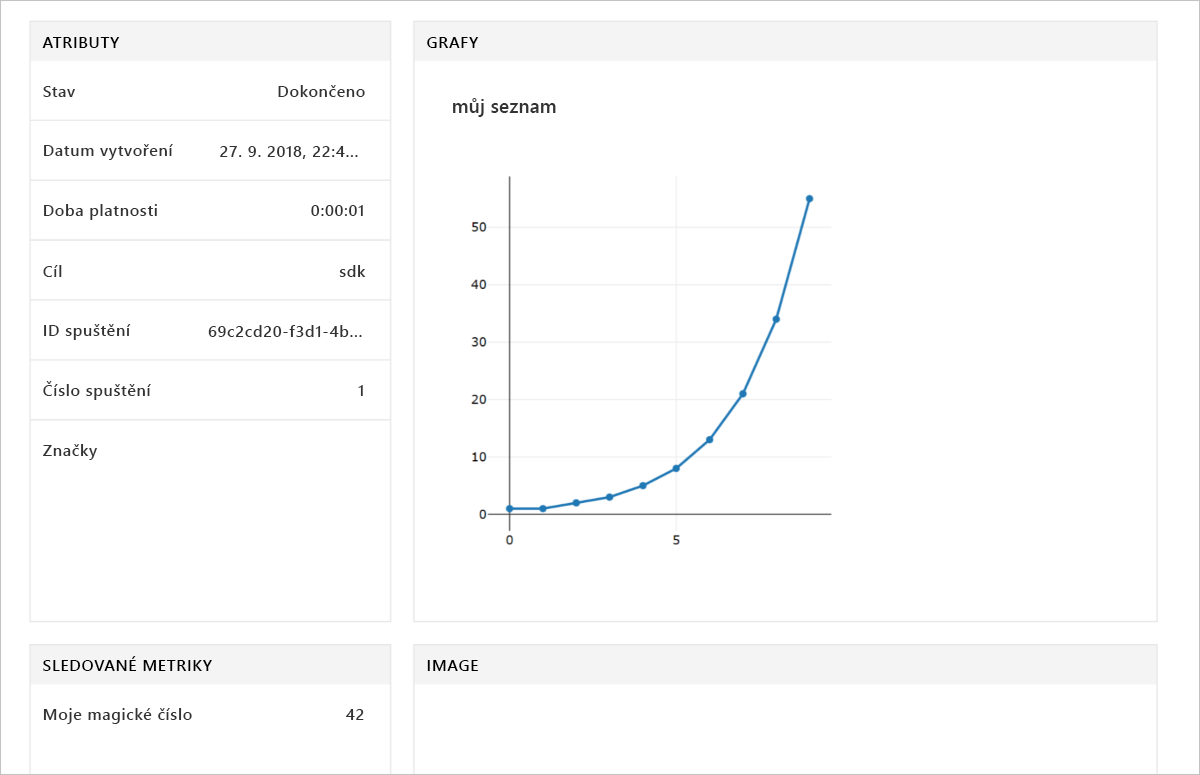 ATRIBUTY
Stav Dokončeno
Datum vytvoření 27. 9. 2018, 22:4...
Doba platnosti 0:00:01
Cíl sdk
ID spuštění 69c2cd20-f3d1-4b...
Číslo spuštění 1
Značky
GRAFY
můj seznam
50
40
30
20
10
0
0 5
SLEDOVANÉ METRIKY
Moje magické číslo 42
IMAGE